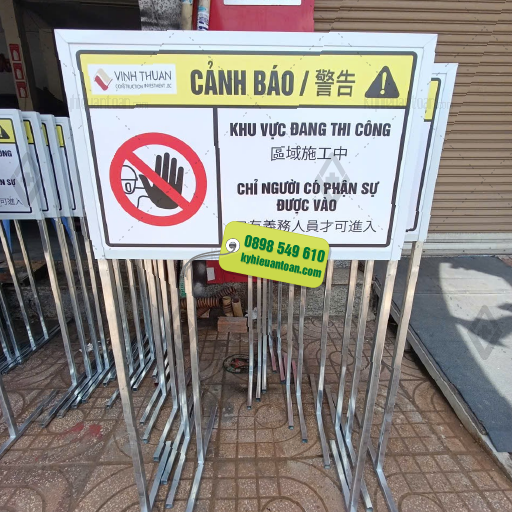 VINH THUAN
CONSTRUCTION INVESTMENT JSC
CẢNH BÁO / 警告
KHU VỰC ĐANG THI CÔNG
區域施工中
CHỈ NGƯỜI CÓ PHẬN SỰ
ĐƯỢC VÀO
有義務人員才可進入
0898 549 610
kyhieuantoan.com